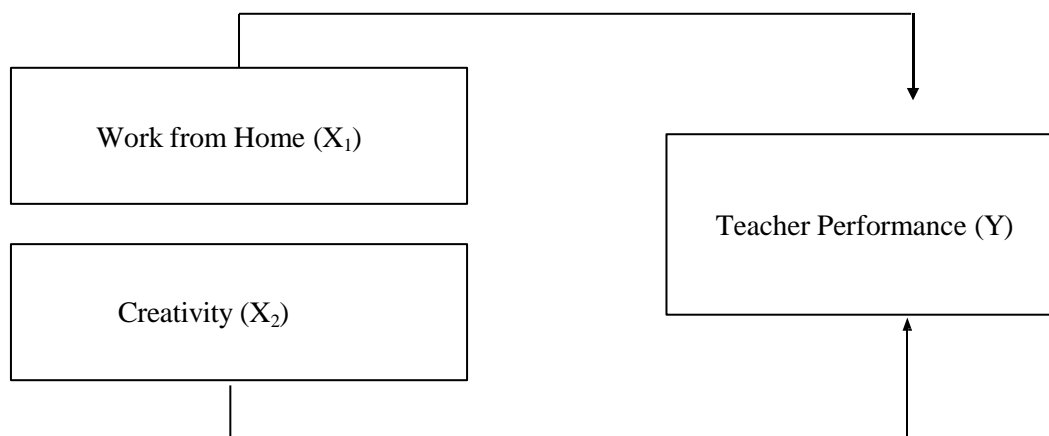 Work from Home (X₁)
Teacher Performance (Y)
Creativity (X₂)